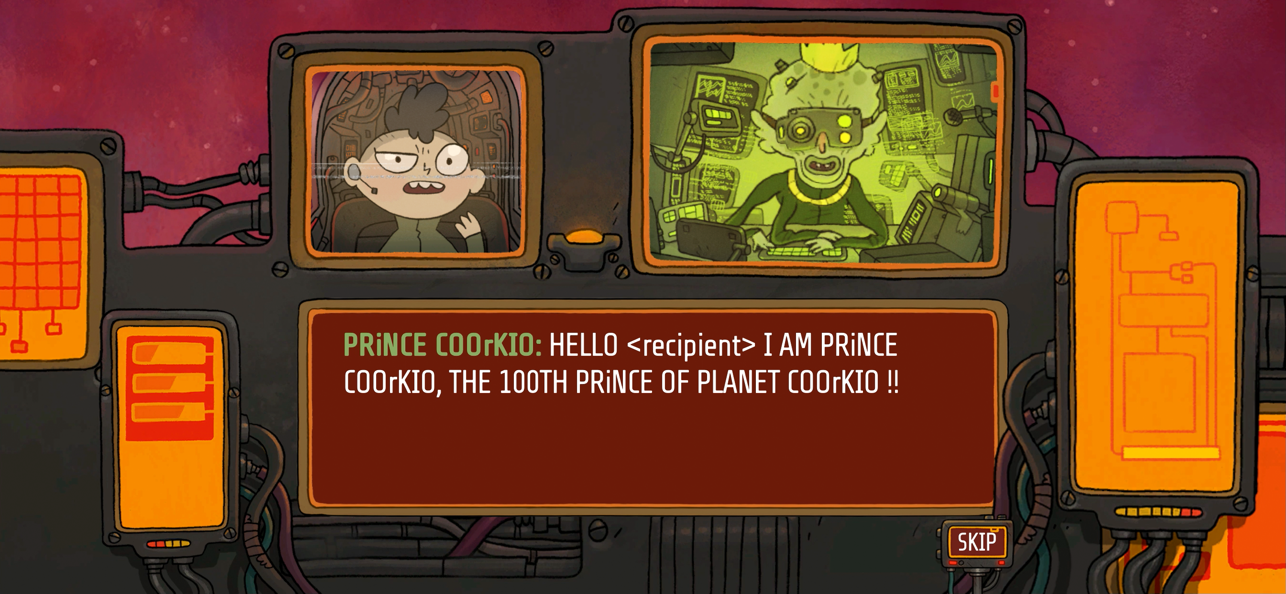 PRiNCE COOrKIO: HELLO <recipient> I AM PRiNCE
COOrKIO, THE 100TH PRiNCE OF PLANET COOrKIO !!
SKIP